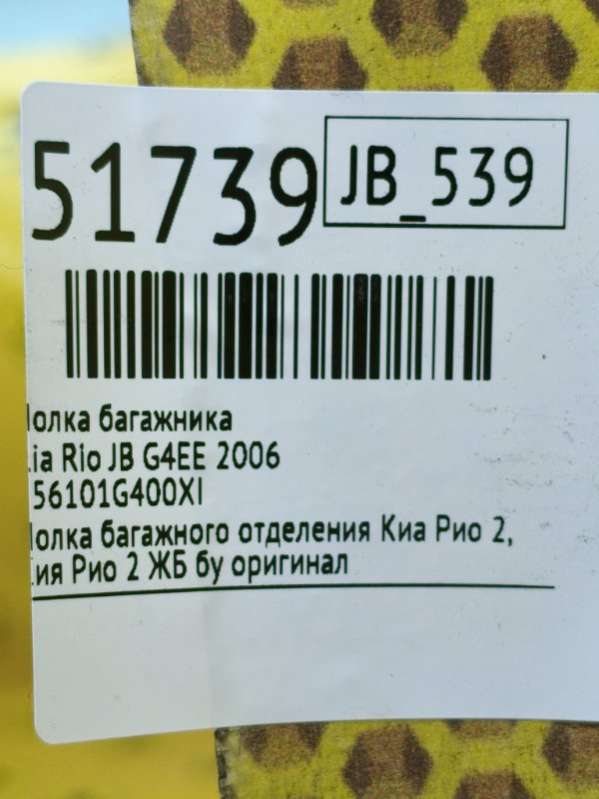 51739
JB_539
олка багажника
ia Rio JB G4EE 2006
56101G400XI
олка багажного отделения Киа Рио 2,
ия Рио 2 ЖБ бу оригинал